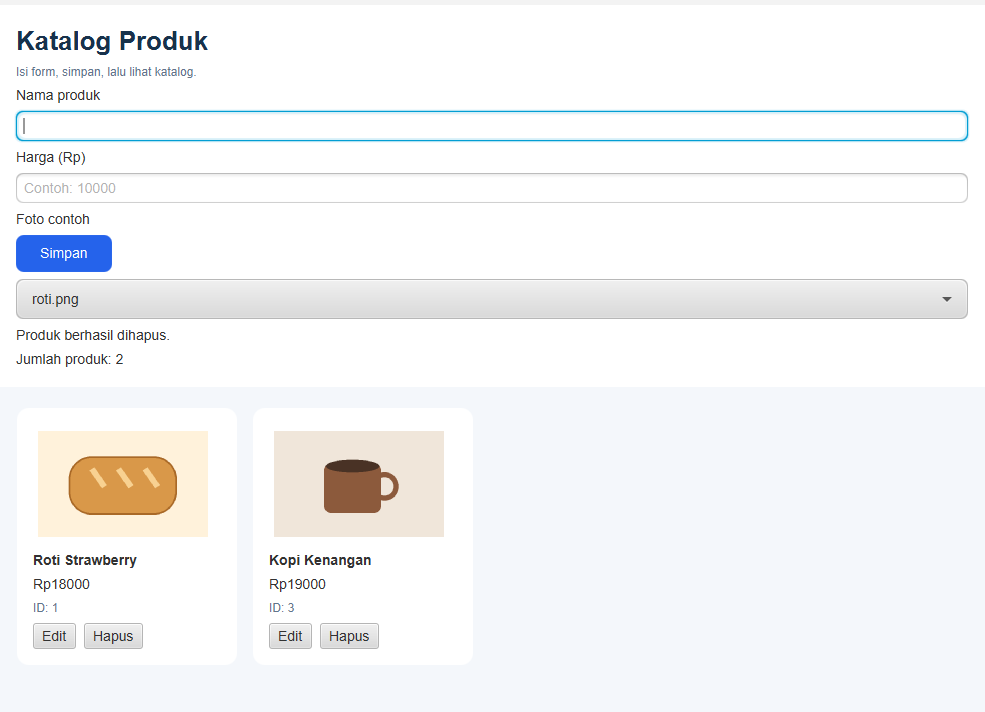 Katalog Produk
Isi form, simpan, lalu lihat katalog.
Nama produk
Harga (Rp)
Contoh: 10000
Foto contoh
Simpan
roti.png
Produk berhasil dihapus.
Jumlah produk: 2
Roti Strawberry
Rp18000
ID: 1
Edit Hapus
Kopi Kenangan
Rp19000
ID: 3
Edit Hapus